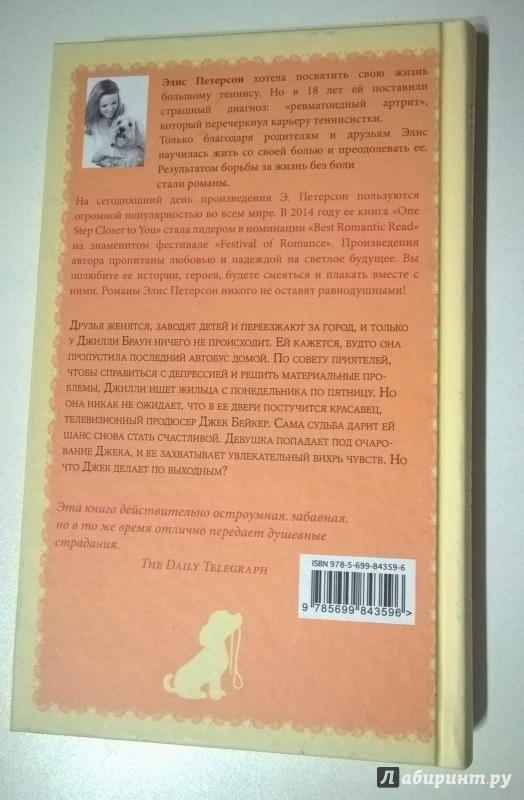 Элис Петерсон хотела посвятить свою жизнь
большому теннису. Но в 18 лет ей поставили
страшный диагноз: «ревматоидный артрит»,
который перечеркнул карьеру теннисистки.
Только благодаря родителям и друзьям Элис
научилась жить со своей болью и преодолевать ее.
Результатом борьбы за жизнь без боли
стали романы.
На сегодняшний день произведения Э. Петерсон пользуются
огромной популярностью во всем мире. В 2014 году ее книга «One
Step Closer to You» стала лидером в номинации «Best Romantic Read»
на знаменитом фестивале «Festival of Romance». Произведения
автора пропитаны любовью и надеждой на светлое будущее. Вы
полюбите ее истории, героев, будете смеяться и плакать вместе с
ними. Романы Элис Петерсон никого не оставят равнодушными!
Друзья женятся, заводят детей и переезжают за город, и только
у Джилли Браун ничего не происходит. Ей кажется, будто она
пропустила последний автобус домой. По совету приятелей,
чтобы справиться с депрессией и решить материальные про-
блемы, Джилли ищет жильца с понедельника по пятницу. Но
она никак не ожидает, что в ее двери постучится красавец,
телевизионный продюсер Джек Бейкер. Сама судьба дарит ей
шанс снова стать счастливой. Девушка попадает под очаро-
вание Джека, и ее захватывает увлекательный вихрь чувств. Но
что Джек делает по выходным?
Эта книга действительно остроумная, забавная,
но в то же время отлично передает душевные
страдания.
The Daily Telegraph
ISBN 978-5-699-84359-6
9 785699 843596 >
Лабиринт.ру